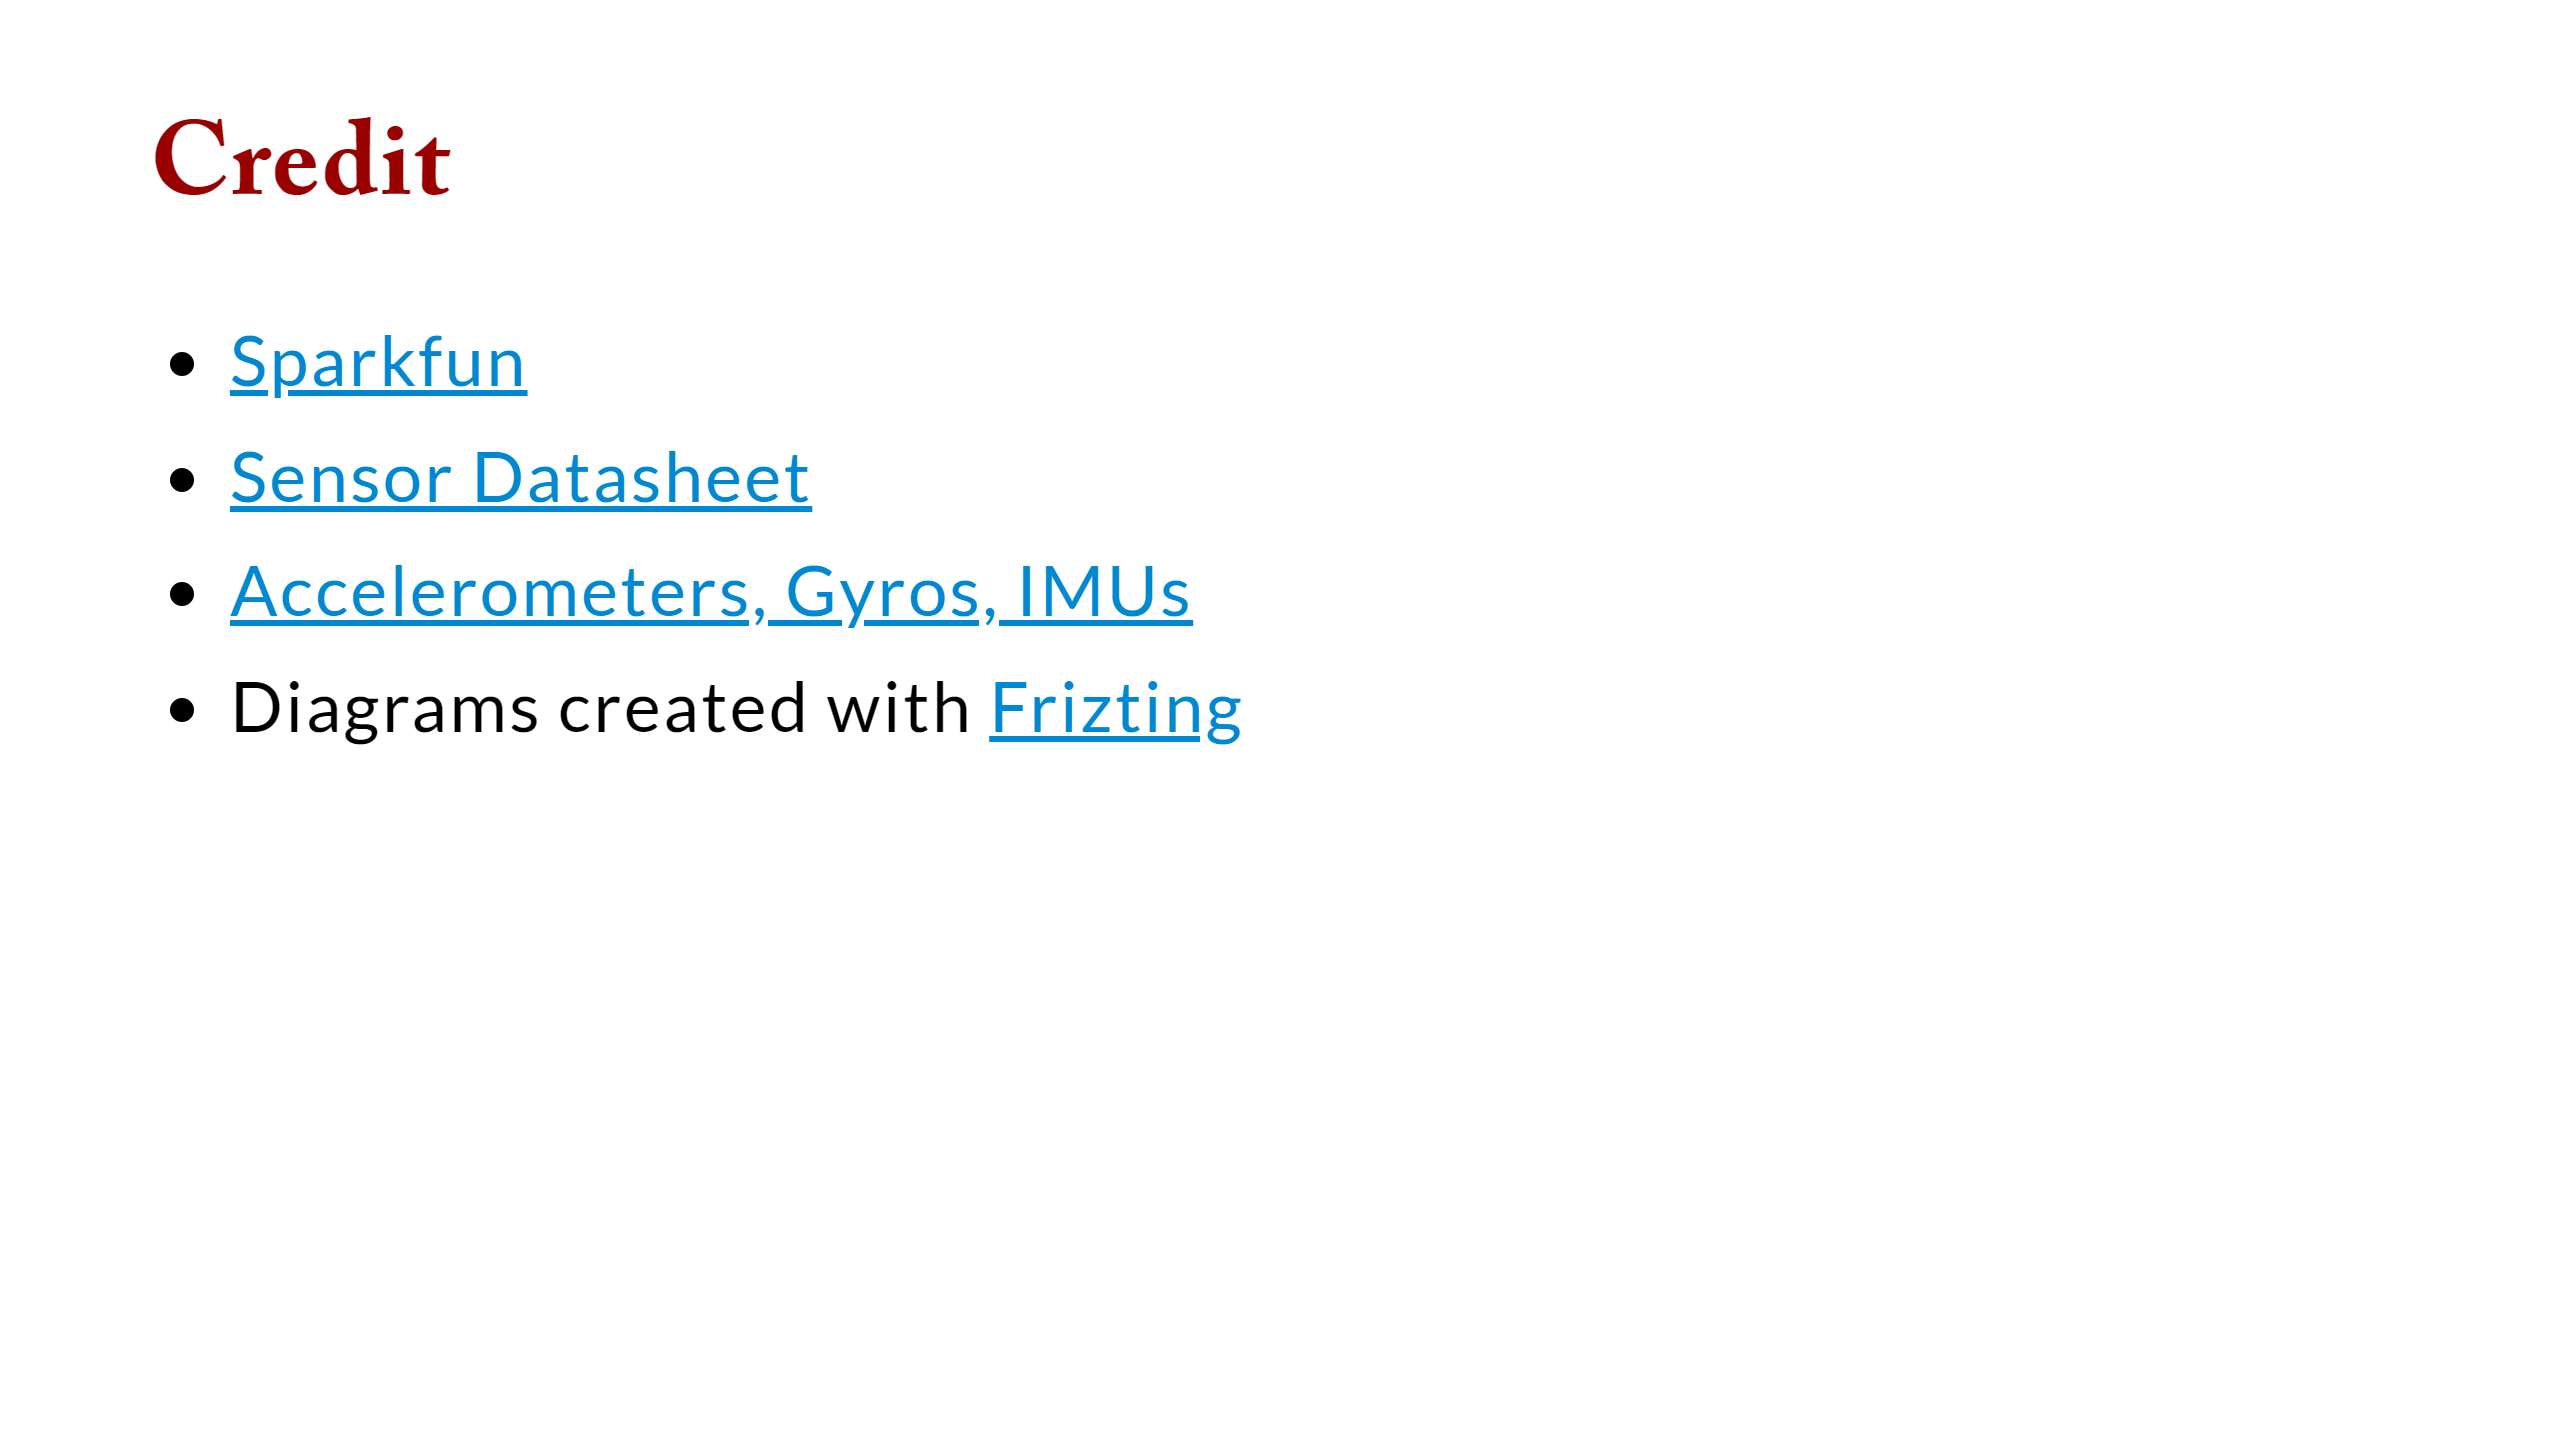 Credit
Sparkfun
Sensor Datasheet
Accelerometers, Gyros, IMUs
Diagrams created with Frizting